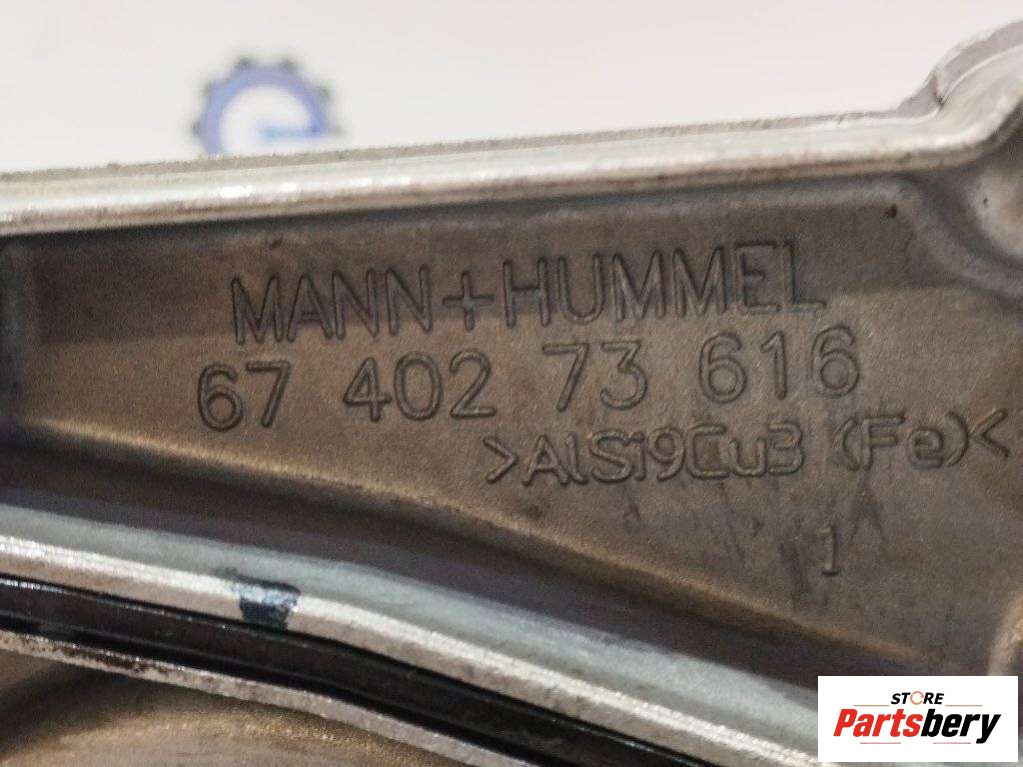 MANN+HUMMEL
67 402 73 616
>AlSi9Cu3 (Fe)<
1
STORE
Partsbery